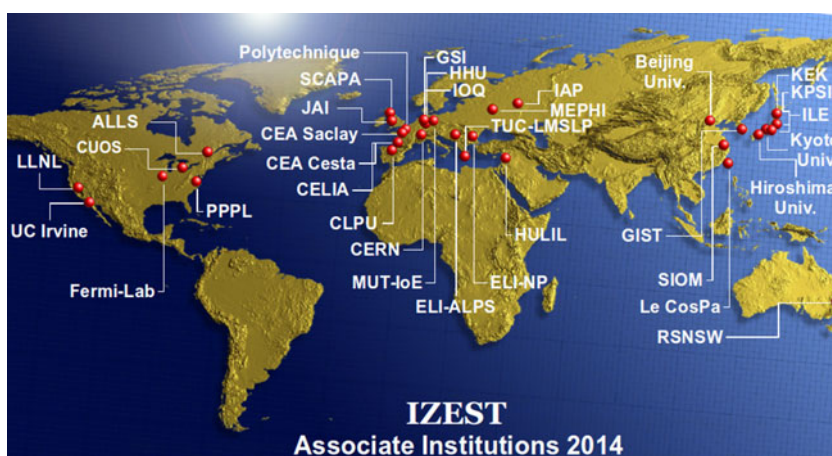 Polytechnique
SCAPA
JAI
CEA Saclay
CEA Cesta
CELIA
CLPU
CERN
MUT-IoE
ELI-ALPS
GSI
HHU
IOQ
IAP
MEPHI
TUC-LMSLP
HULIL
ELI-NP
ALLS
CUOS
LLNL
UC Irvine
PPPL
Fermi-Lab
Beijing
Univ.
KEK
KPSI
ILE
Kyoto
Univ.
Hiroshima
Univ.
GIST
SIOM
Le CosPa
RSNSW
IZEST
Associate Institutions 2014